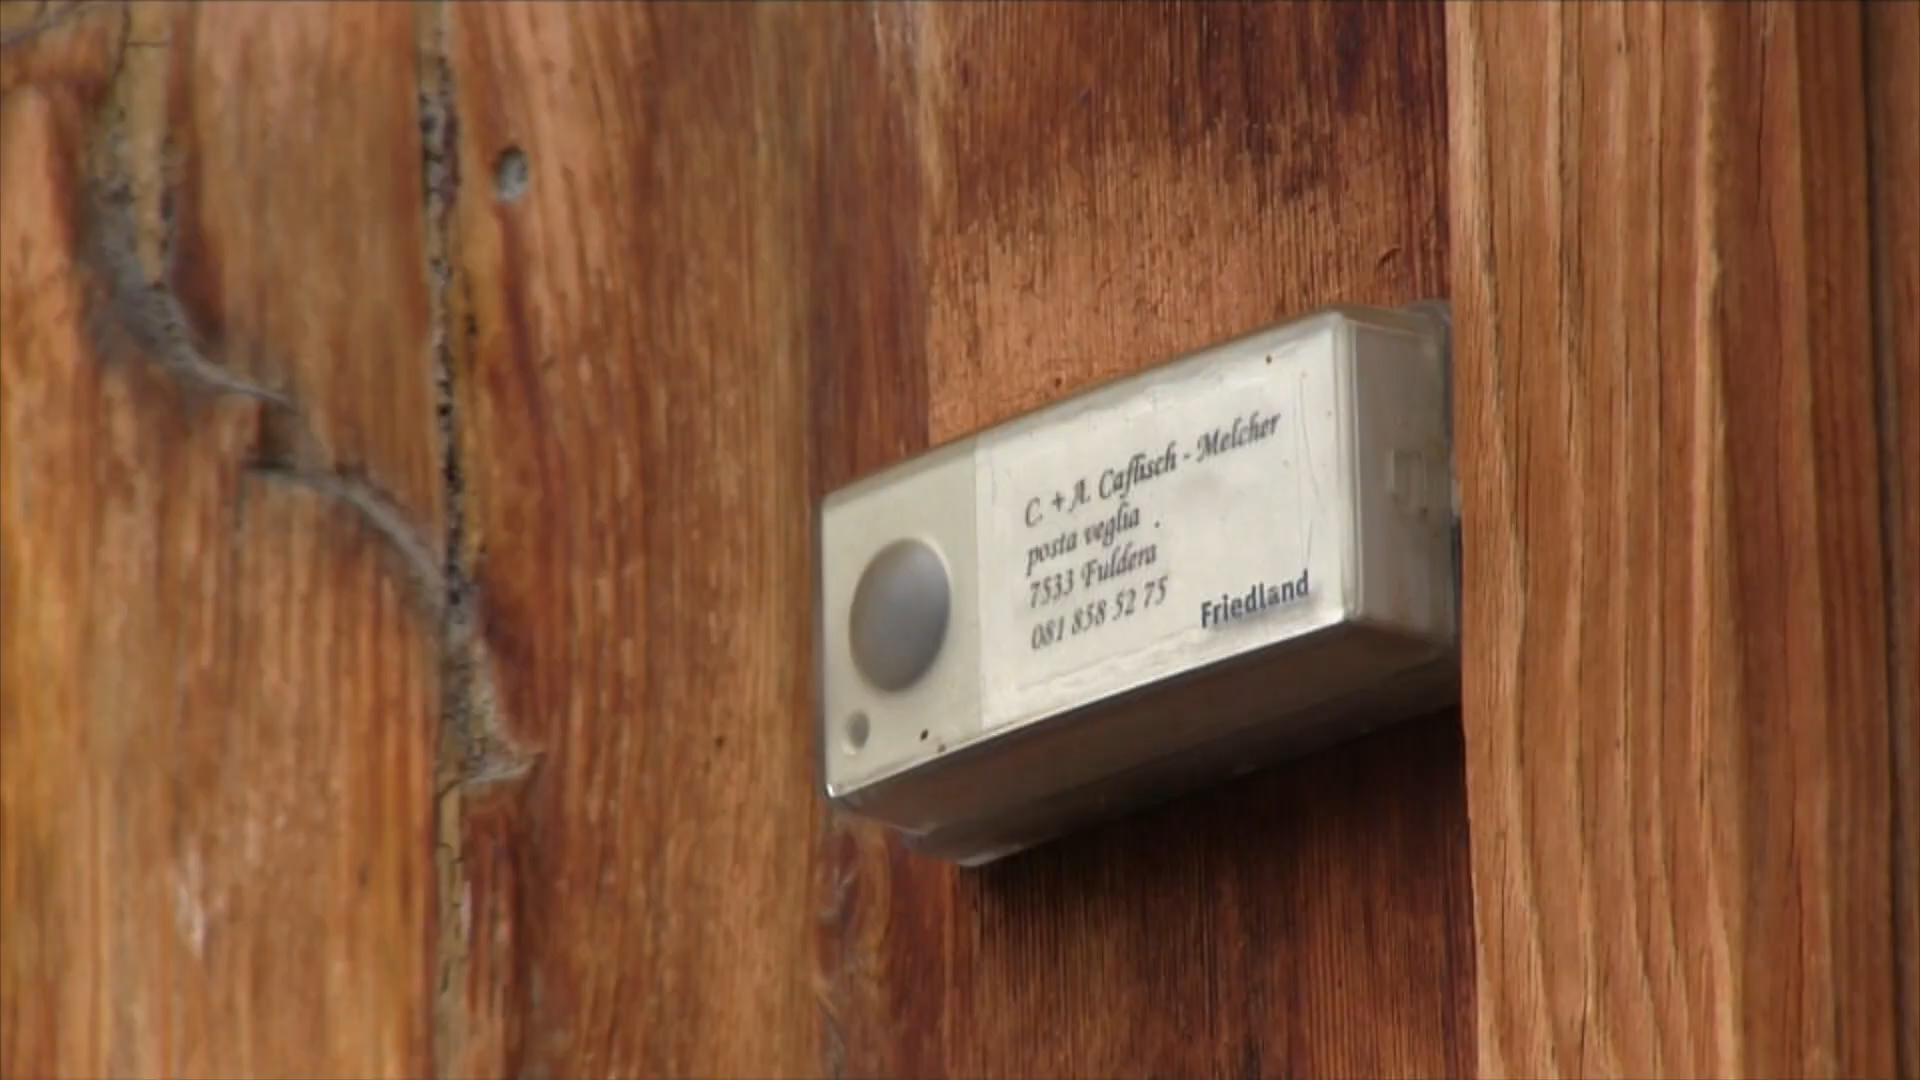 C. + A. Caflisch - Melcher
posta veglia
7533 Fuldera
081 858 52 75
Friedland